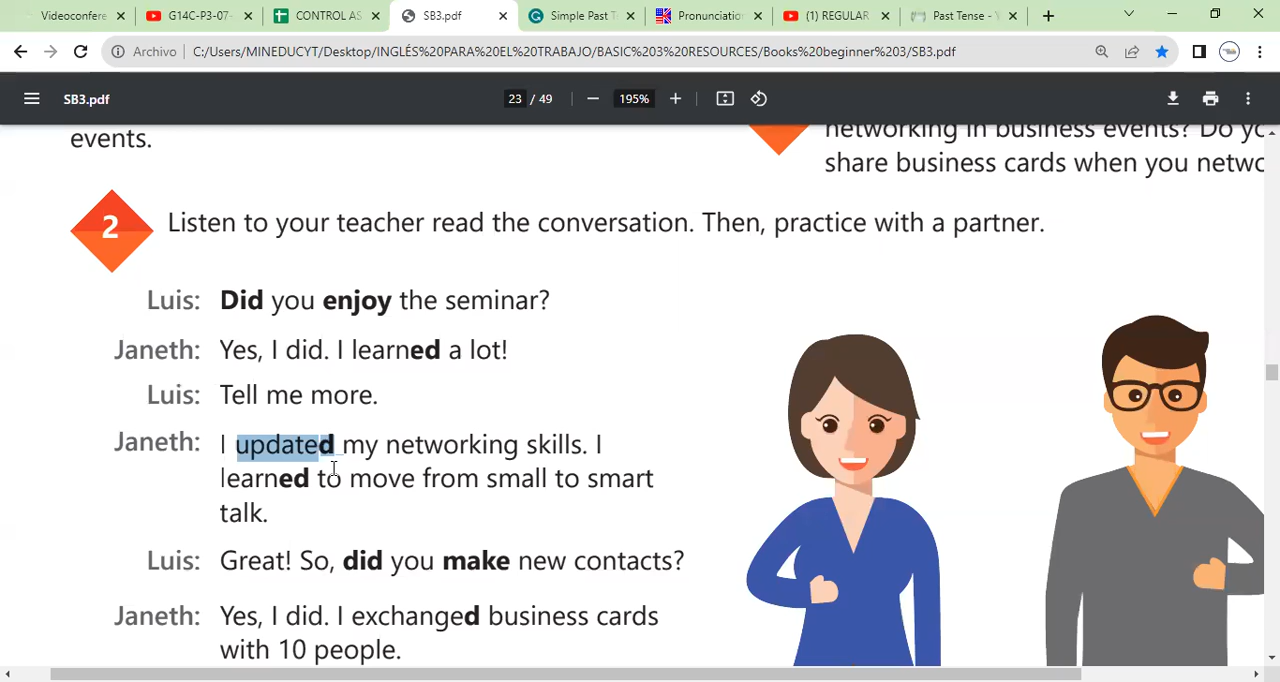 Videoconfere
G14C-P3-07-
CONTROL AS
SB3.pdf
Simple Past T
Pronunciatio
(1) REGULAR
Past Tense - Y
Archivo
C:/Users/MINEDUCYT/Desktop/INGLÉS%20PARA%20EL%20TRABAJO/BASIC%203%20RESOURCES/Books%20beginner%203/SB3.pdf
SB3.pdf
23 / 49
195%
events.
networking in business events? Do yo
share business cards when you netwo
2
Listen to your teacher read the conversation. Then, practice with a partner.
Luis: Did you enjoy the seminar?
Janeth: Yes, I did. I learned a lot!
Luis: Tell me more.
Janeth: I updated my networking skills. I
learned to move from small to smart
talk.
Luis: Great! So, did you make new contacts?
Janeth: Yes, I did. I exchanged business cards
with 10 people.